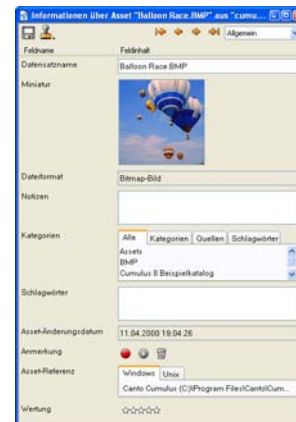 Informationen über Asset "Balloon Race.BMP" aus "cumu...
Allgemein
Feldname Feldinhalt
Datensatzname Balloon Race.BMP
Miniatur
Dateiformat Bitmap-Bild
Notizen
Kategorien Alle Kategorien Quellen Schlagwörter
Assets
BMP
Cumulus 8 Beispielkatalog
Schlagwörter
Asset-Änderungsdatum 11.04.2000 19:04:26
Anmerkung
Asset-Referenz Windows Unix
Canto Cumulus (C:)\Program Files\Canto\Cum...
Wertung